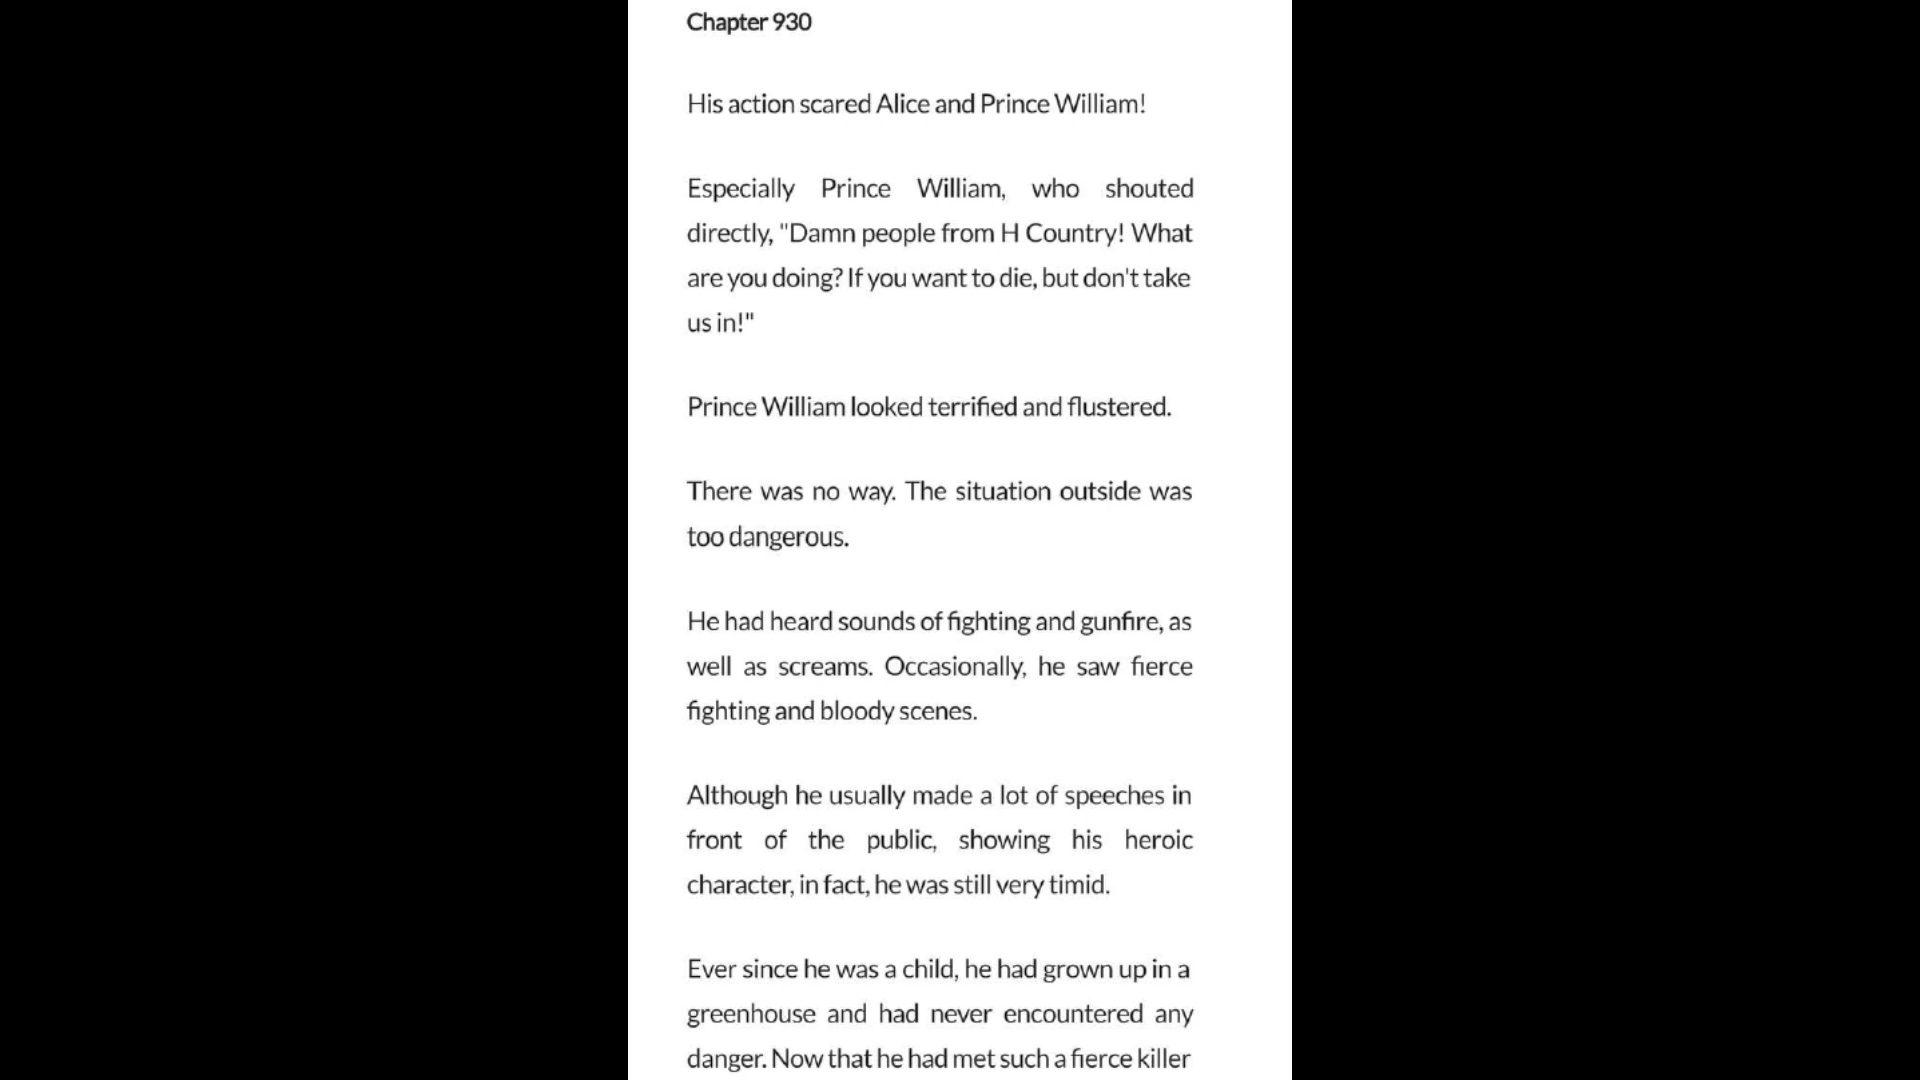 Chapter 930
His action scared Alice and Prince William!
Especially Prince William, who shouted
directly, "Damn people from H Country! What
are you doing? If you want to die, but don't take
us in!"
Prince William looked terrified and flustered.
There was no way. The situation outside was
too dangerous.
He had heard sounds of fighting and gunfire, as
well as screams. Occasionally, he saw fierce
fighting and bloody scenes.
Although he usually made a lot of speeches in
front of the public, showing his heroic
character, in fact, he was still very timid.
Ever since he was a child, he had grown up in a
greenhouse and had never encountered any
danger. Now that he had met such a fierce killer